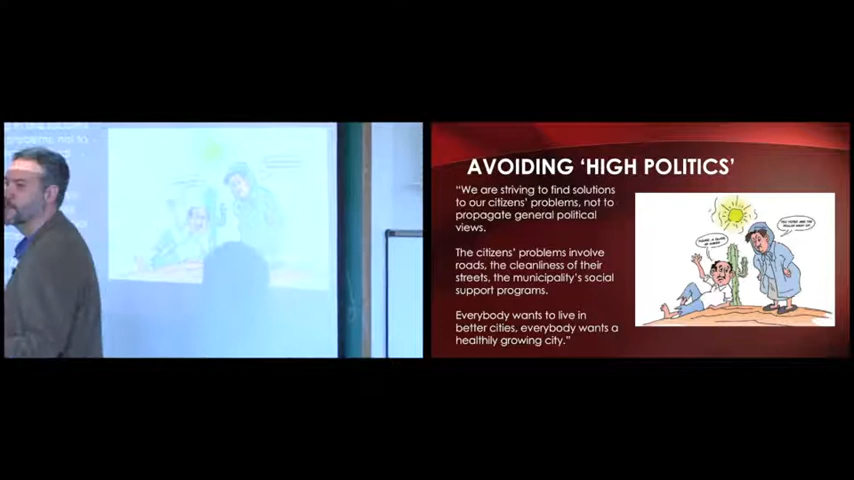 AVOIDING ‘HIGH POLITICS’
“We are striving to find solutions
to our citizens’ problems, not to
propagate general political
views.
The citizens’ problems involve
roads, the cleanliness of their
streets, the municipality’s social
support programs.
Everybody wants to live in
better cities, everybody wants a
healthily growing city.”